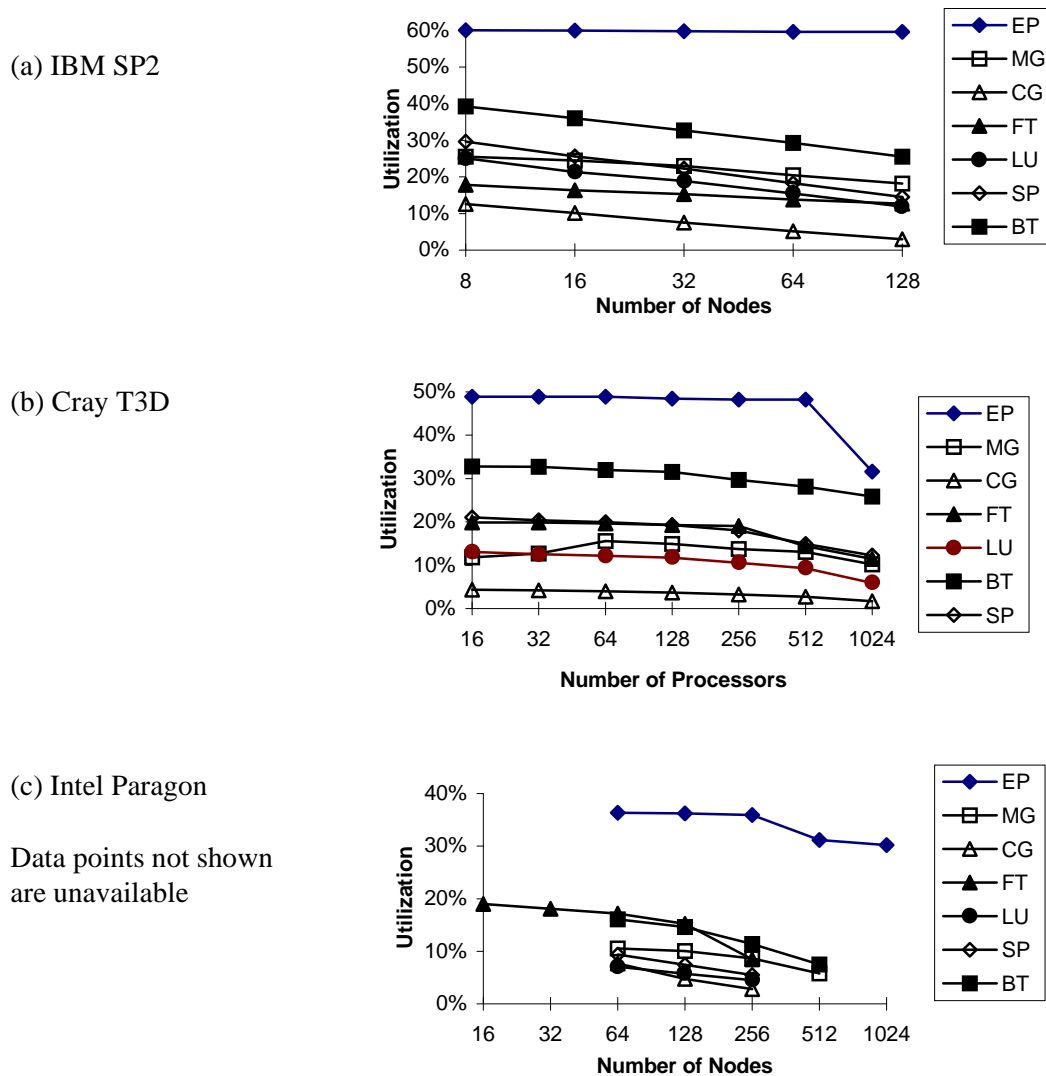 (a) IBM SP2
60%
50%
40%
30%
20%
10%
0%
Utilization
8 16 32 64 128
Number of Nodes
EP
MG
CG
FT
LU
SP
BT
(b) Cray T3D
50%
40%
30%
20%
10%
0%
Utilization
16 32 64 128 256 512 1024
Number of Processors
EP
MG
CG
FT
LU
BT
SP
(c) Intel Paragon
Data points not shown
are unavailable
40%
30%
20%
10%
0%
Utilization
16 32 64 128 256 512 1024
Number of Nodes
EP
MG
CG
FT
LU
SP
BT